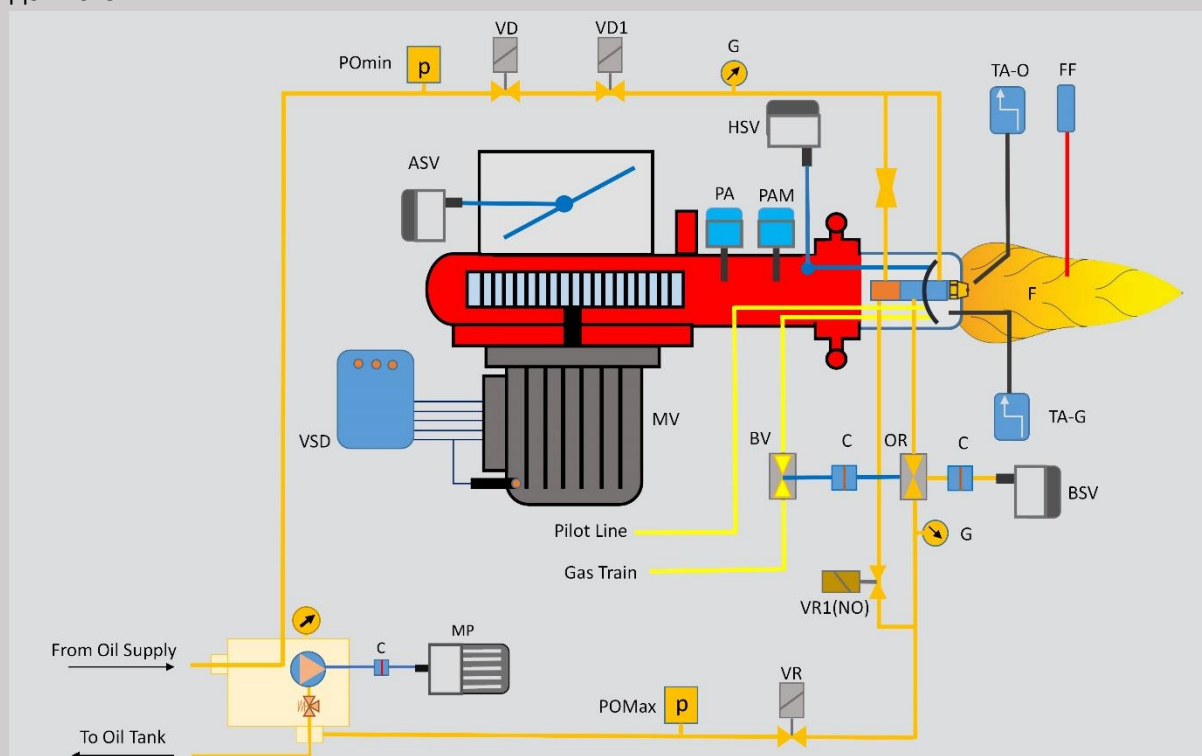 VD
VD1
G
POmin
p
TA-O
FF
HSV
ASV
PA
PAM
F
VSD
MV
TA-G
BV
C
OR
C
BSV
Pilot Line
G
Gas Train
VR1(NO)
From Oil Supply
C
MP
VR
POMax
p
To Oil Tank